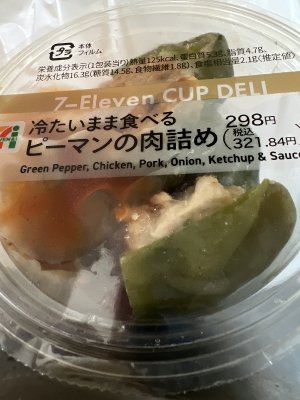 プラ
本体
フィルム
栄養成分表示(1包装当り)熱量125kcal、蛋白質5.3g、脂質4.7g、
炭水化物16.3g(糖質14.5g、食物繊維1.8g)、食塩相当量2.1g(推定値)
7-Eleven CUP DELI
冷たいまま食べる
ピーマンの肉詰め
298円
(税込
321.84円)
Green Pepper, Chicken, Pork, Onion, Ketchup & Sauce